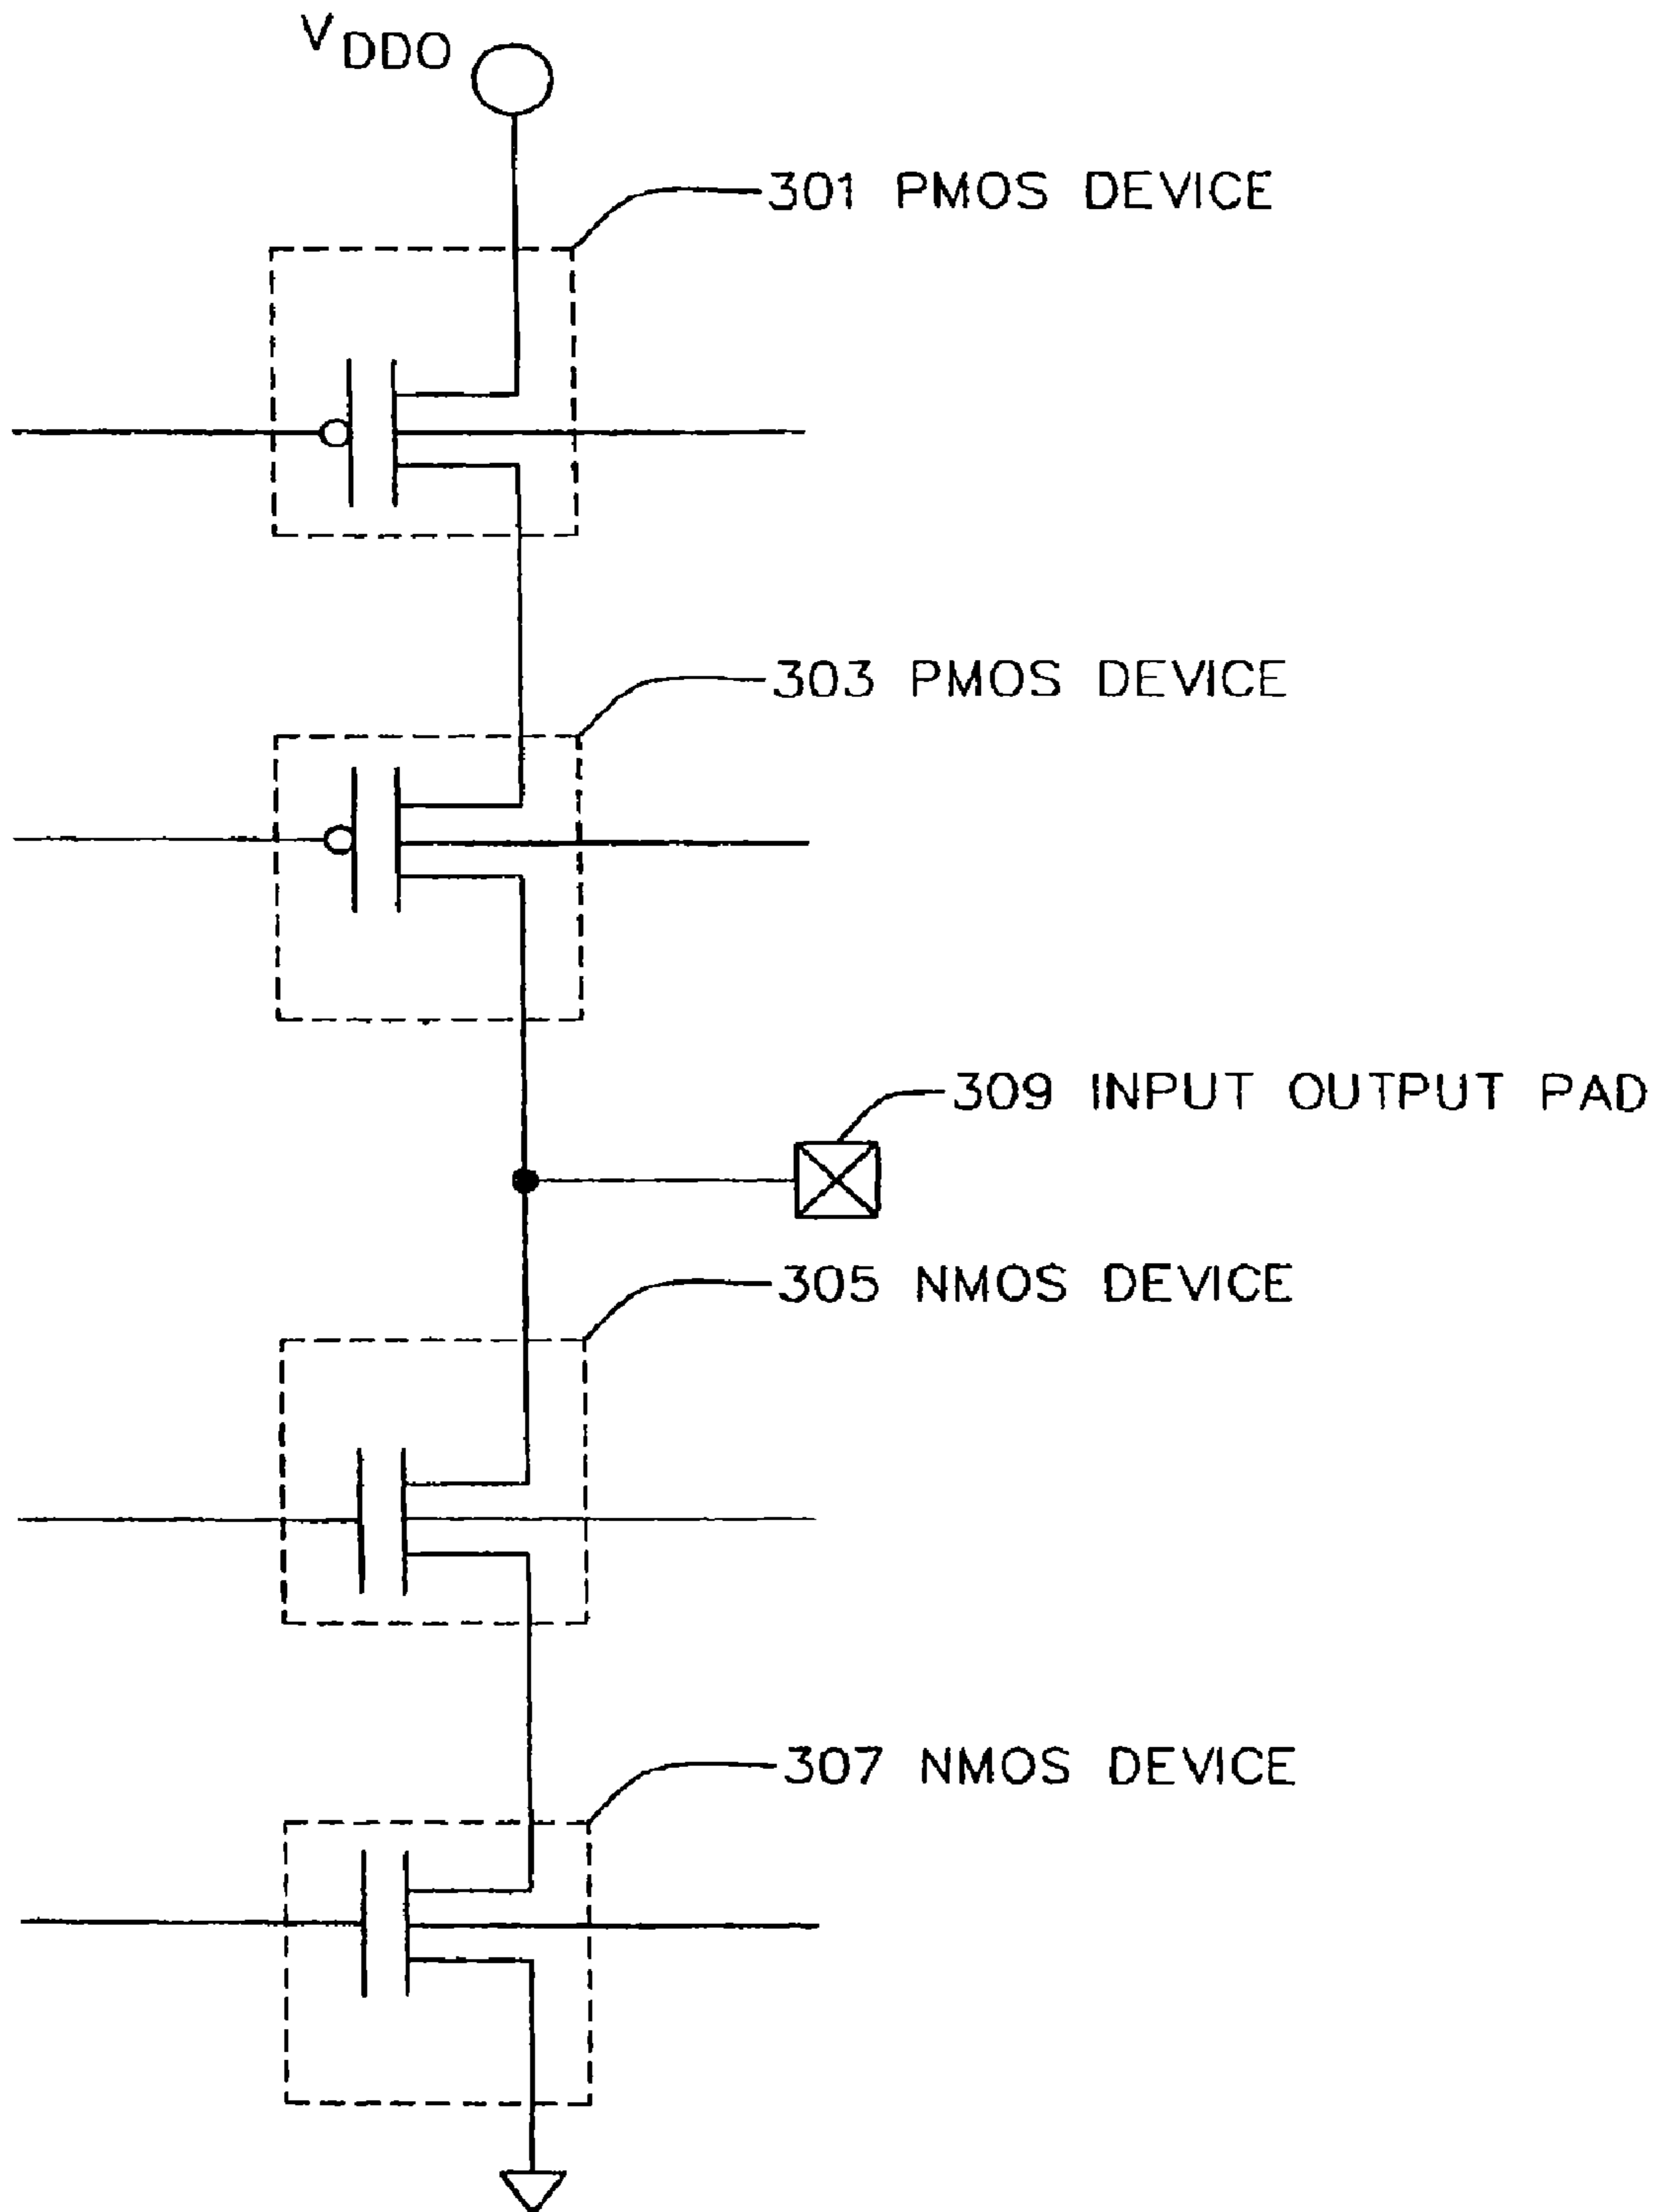 VDDO
301 PMOS DEVICE
303 PMOS DEVICE
309 INPUT OUTPUT PAD
305 NMOS DEVICE
307 NMOS DEVICE